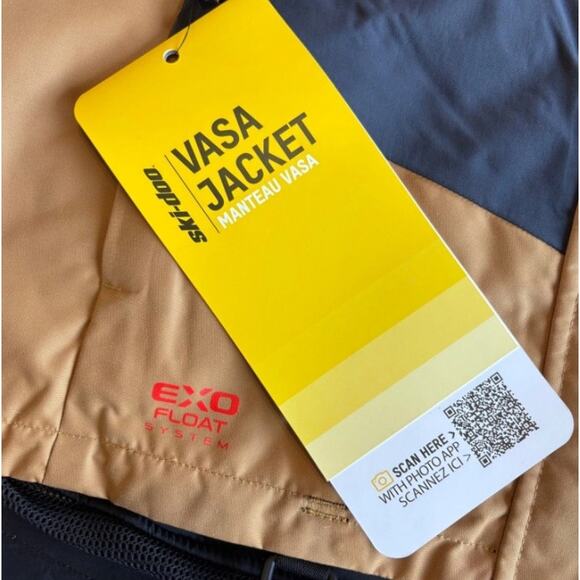 ski-doo
VASA
JACKET
MANTEAU VASA
EXO
FLOAT
SYSTEM
SCAN HERE >
WITH PHOTO APP
SCANNEZ ICI >